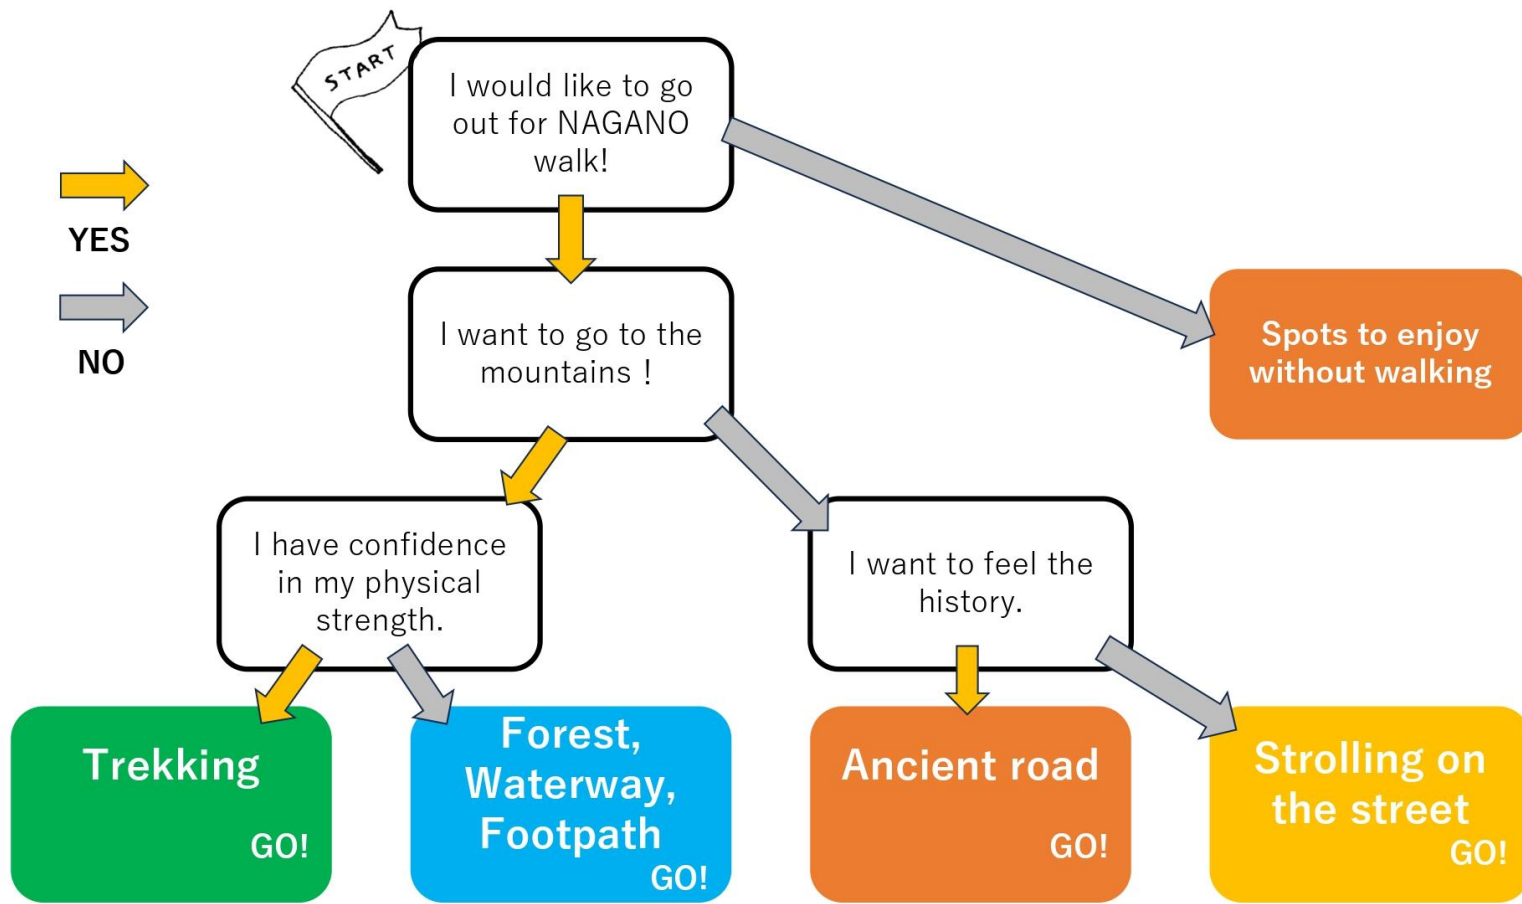 START
I would like to go
out for NAGANO
walk!
YES
NO
I want to go to the
mountains !
Spots to enjoy
without walking
I have confidence
in my physical
strength.
I want to feel the
history.
Trekking
GO!
Forest,
Waterway,
Footpath
GO!
Ancient road
GO!
Strolling on
the street
GO!